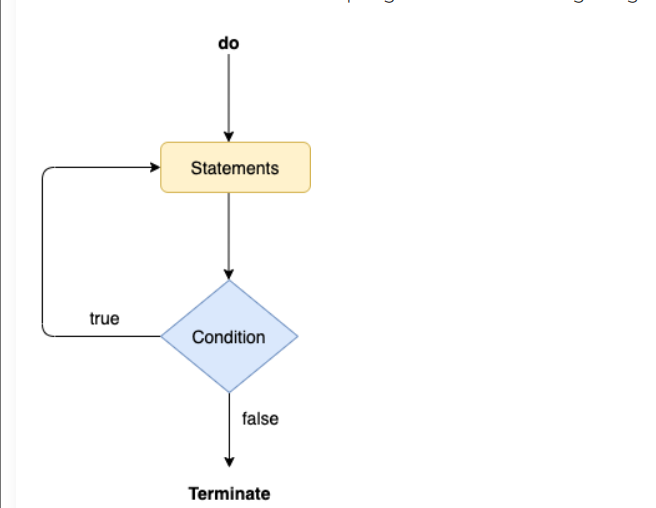 do
Statements
true
Condition
false
Terminate